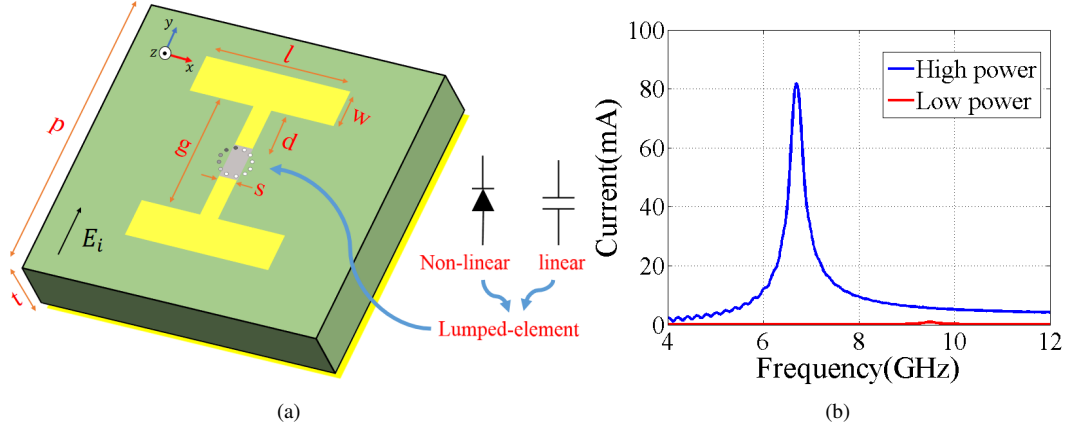 y
z
x
l
w
p
g
d
s
E_i
t
Non-linear
linear
Lumped-element
(a)
100
80
60
40
20
0
Current(mA)
High power
Low power
4
6
8
10
12
Frequency(GHz)
(b)